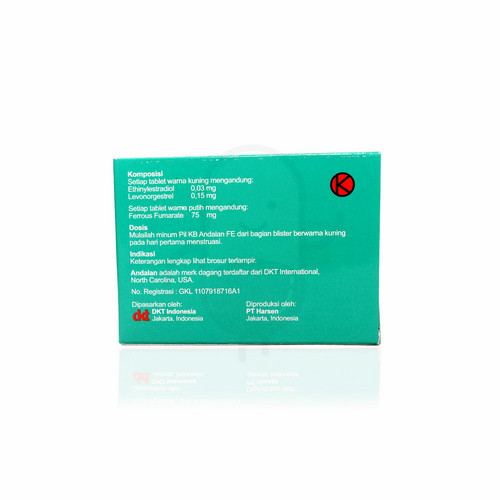 Komposisi
Setiap tablet warna kuning mengandung:
Ethinylestradiol 0,03 mg
Levonorgestrel 0,15 mg
Setiap tablet warna putih mengandung:
Ferrous Fumarate 75 mg
Dosis
Mulailah minum Pil KB Andalan FE dari bagian blister berwarna kuning
pada hari pertama menstruasi.
Indikasi
Keterangan lengkap lihat brosur terlampir.
Andalan adalah merk dagang terdaftar dari DKT International,
North Carolina, USA.
No. Registrasi : GKL 1107918716A1
Dipasarkan oleh:
dkt DKT Indonesia
Jakarta, Indonesia
Diproduksi oleh:
PT Harsen
Jakarta, Indonesia
K